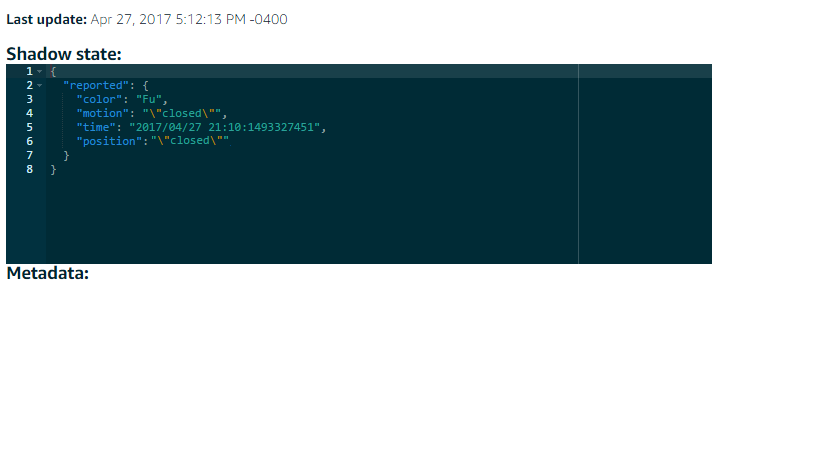 Last update: Apr 27, 2017 5:12:13 PM -0400
Shadow state:
1 {
2 "reported": {
3 "color": "Fu",
4 "motion": "\"closed\"",
5 "time": "2017/04/27 21:10:1493327451",
6 "position":"\"closed\""
7 }
8 }
Metadata: